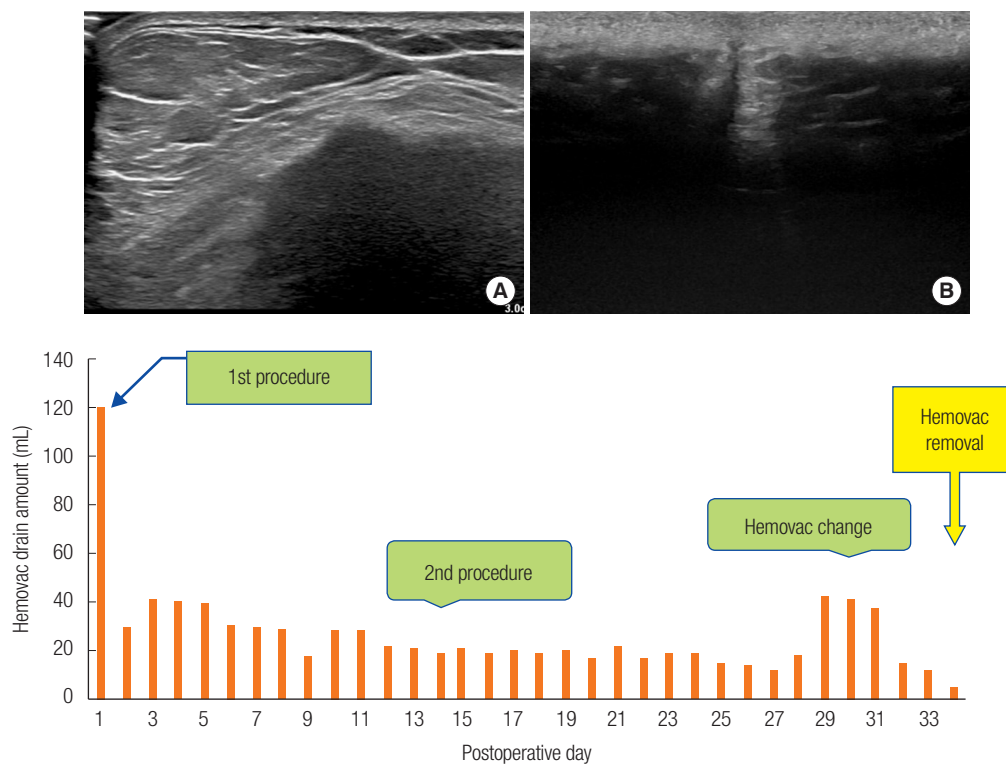 A
3.0c
B
Hemovac drain amount (mL)
140
120
100
80
60
40
20
0
1st procedure
2nd procedure
Hemovac change
Hemovac
removal
1 3 5 7 9 11 13 15 17 19 21 23 25 27 29 31 33
Postoperative day